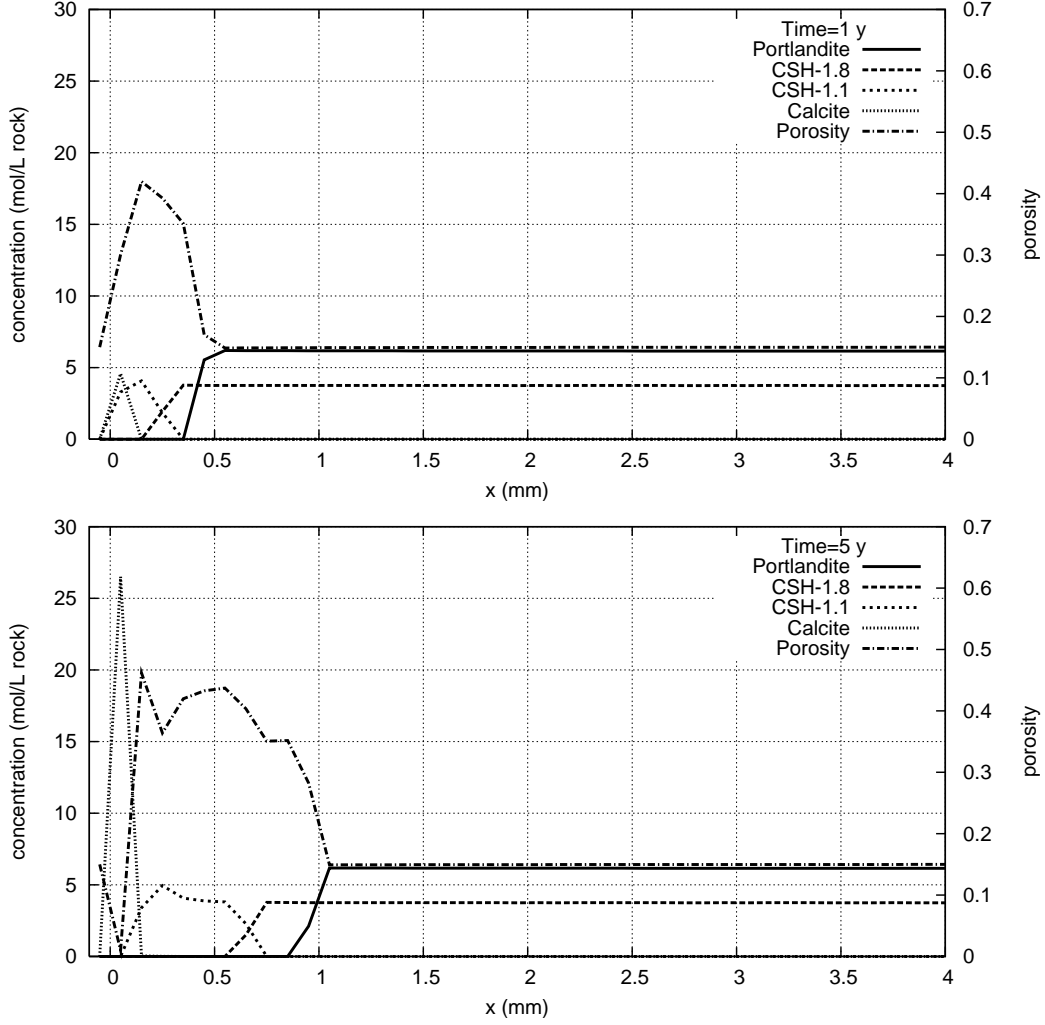 30
25
20
15
10
5
0
concentration (mol/L rock)
0.7
0.6
0.5
0.4
0.3
0.2
0.1
0
porosity
Time=1 y
Portlandite
CSH-1.8
CSH-1.1
Calcite
Porosity
0 0.5 1 1.5 2 2.5 3 3.5 4
x (mm)
30
25
20
15
10
5
0
concentration (mol/L rock)
0.7
0.6
0.5
0.4
0.3
0.2
0.1
0
porosity
Time=5 y
Portlandite
CSH-1.8
CSH-1.1
Calcite
Porosity
0 0.5 1 1.5 2 2.5 3 3.5 4
x (mm)